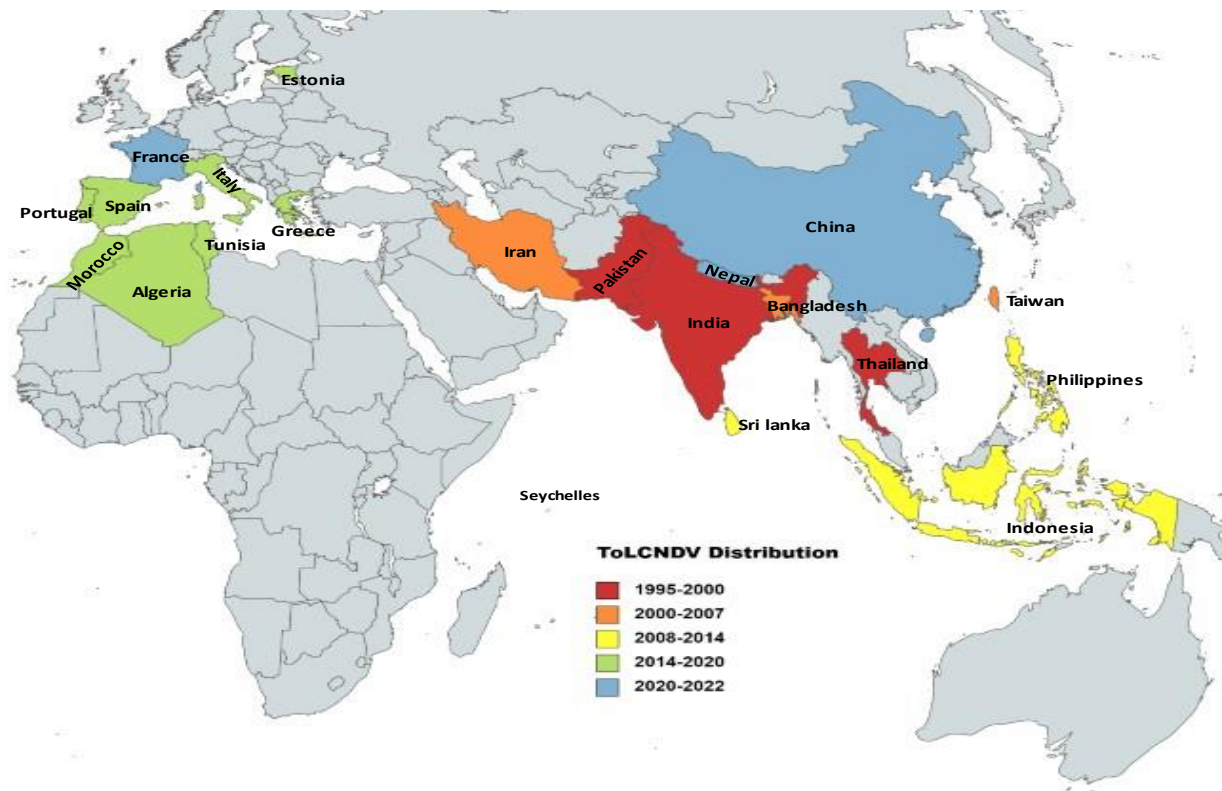 Estonia
France
Italy
Portugal
Spain
Greece
Tunisia
Morocco
Algeria
Iran
Pakistan
Nepal
China
India
Bangladesh
Taiwan
Thailand
Philippines
Sri lanka
Seychelles
Indonesia
ToLCNDV Distribution
1995-2000
2000-2007
2008-2014
2014-2020
2020-2022